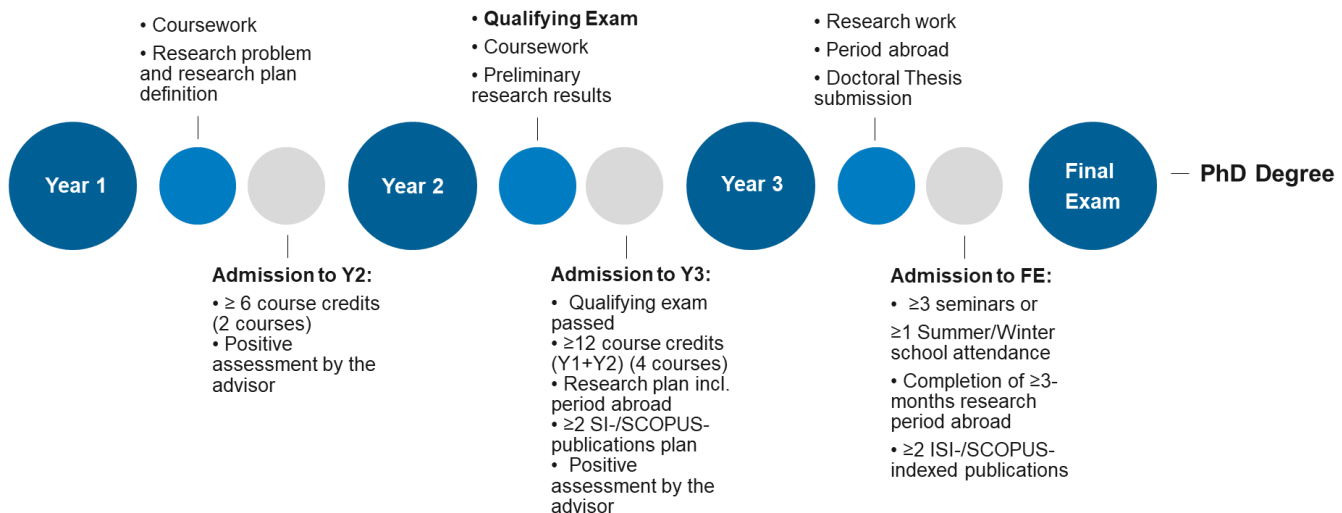 • Coursework
• Research problem
and research plan
definition
• Qualifying Exam
• Coursework
• Preliminary
research results
• Research work
• Period abroad
• Doctoral Thesis
submission
Year 1
Year 2
Year 3
Final
Exam
PhD Degree
Admission to Y2:
• ≥ 6 course credits
(2 courses)
• Positive
assessment by the
advisor
Admission to Y3:
• Qualifying exam
passed
• ≥12 course credits
(Y1+Y2) (4 courses)
• Research plan incl.
period abroad
• ≥2 SI-/SCOPUS-
publications plan
• Positive
assessment by the
advisor
Admission to FE:
• ≥3 seminars or
≥1 Summer/Winter
school attendance
• Completion of ≥3-
months research
period abroad
• ≥2 ISI-/SCOPUS-
indexed publications